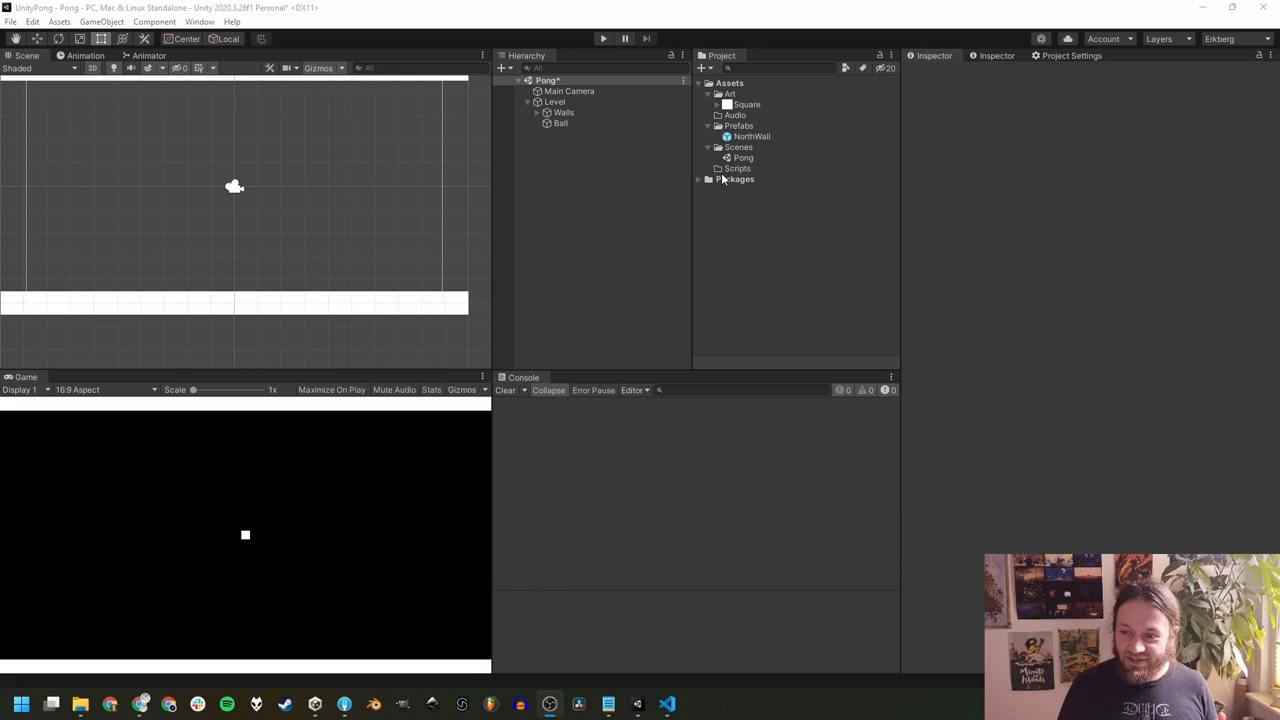 UnityPong - Pong - PC, Mac & Linux Standalone - Unity 2020.3.26f1 Personal* <DX11>
File Edit Assets GameObject Component Window Help
Center Local Account Layers Erkberg
Scene Animation Animator
Shaded 2D 0 Gizmos All
Hierarchy
All
Pong*
Main Camera
Level
Walls
Ball
Project
20
Assets
Art
Square
Audio
Prefabs
NorthWall
Scenes
Pong
Scripts
Packages
Inspector Inspector Project Settings
Game
Display 1 16:9 Aspect Scale 1x Maximize On Play Mute Audio Stats Gizmos
Console
Clear Collapse Error Pause Editor 0 0 0